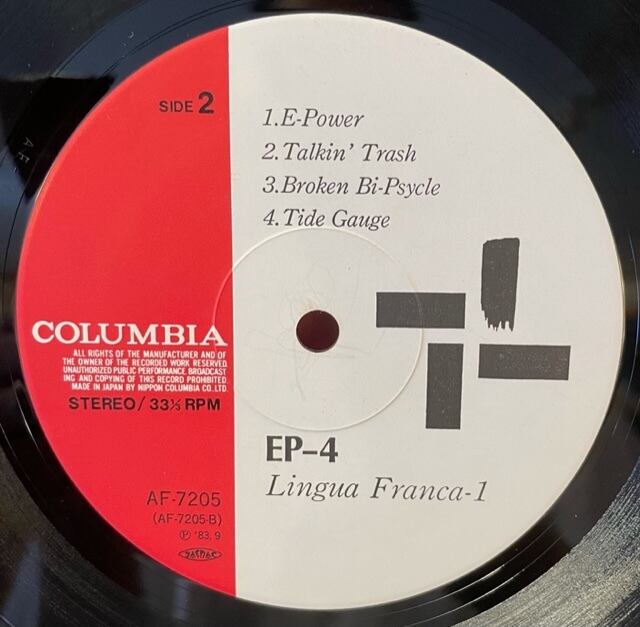 SIDE 2
1.E-Power
2.Talkin' Trash
3.Broken Bi-Psycle
4.Tide Gauge
COLUMBIA
ALL RIGHTS OF THE MANUFACTURER AND OF
THE OWNER OF THE RECORDED WORK RESERVED.
UNAUTHORIZED PUBLIC PERFORMANCE, BROADCAST
ING AND COPYING OF THIS RECORD PROHIBITED.
MADE IN JAPAN BY NIPPON COLUMBIA CO. LTD.
STEREO/33⅓ RPM
EP-4
Lingua Franca-1
AF-7205
(AF-7205-B)
Ⓟ '83, 9